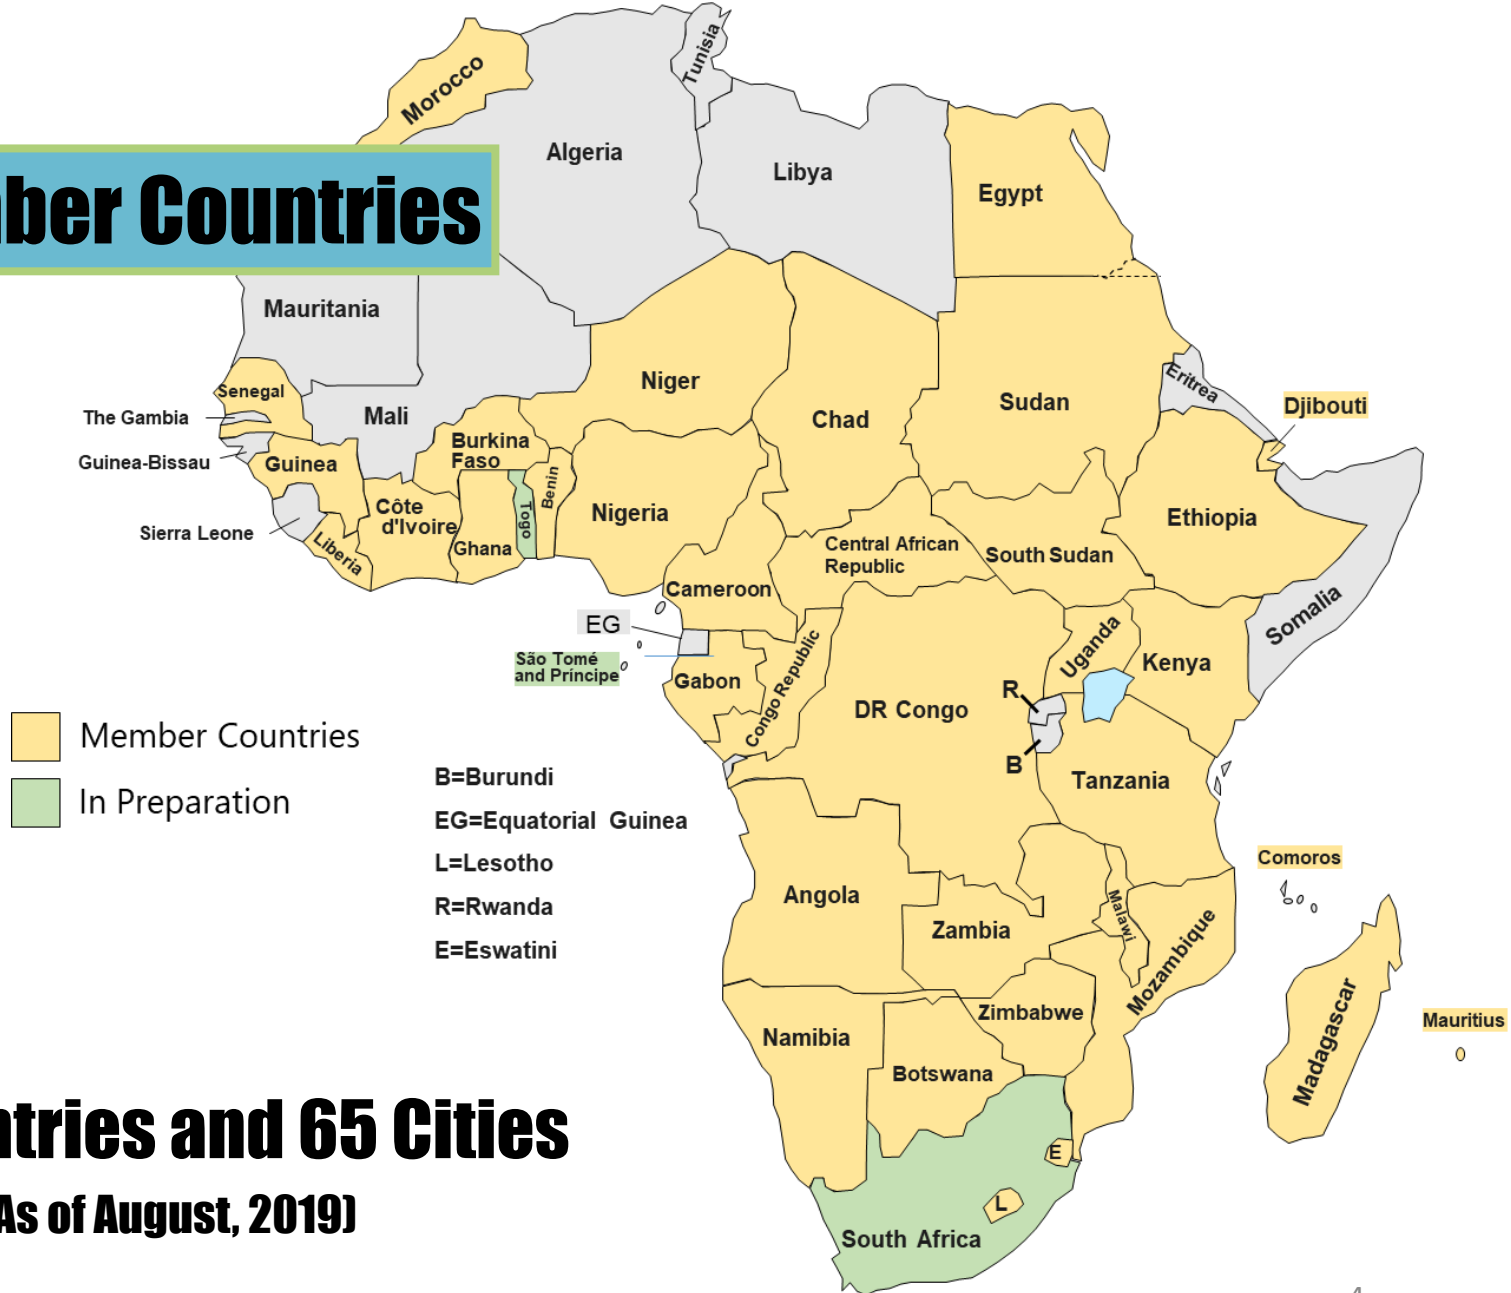 Morocco
Tunisia
Algeria
Libya
Egypt
ber Countries
Mauritania
Senegal
The Gambia
Guinea-Bissau
Guinea
Sierra Leone
Liberia
Mali
Burkina
Faso
Côte
d'Ivoire
Ghana
Togo
Benin
Niger
Nigeria
Chad
Sudan
Eritrea
Djibouti
Ethiopia
Somalia
Central African
Republic
South Sudan
Cameroon
EG
São Tomé
and Príncipe
Gabon
Congo Republic
DR Congo
Uganda
Kenya
R
B
Tanzania
Member Countries
In Preparation
B=Burundi
EG=Equatorial Guinea
L=Lesotho
R=Rwanda
E=Eswatini
Angola
Zambia
Malawi
Mozambique
Comoros
Madagascar
Mauritius
Namibia
Zimbabwe
Botswana
E
L
South Africa
ntries and 65 Cities
As of August, 2019)